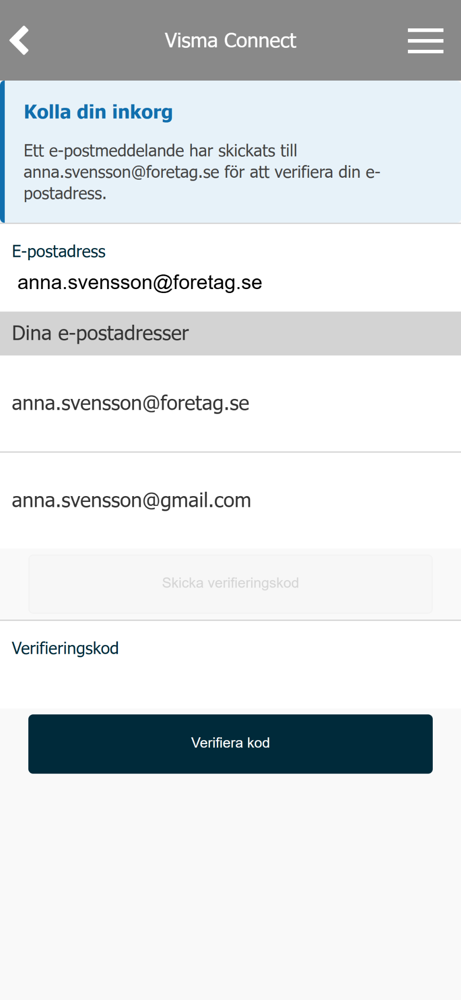 Visma Connect
Kolla din inkorg
Ett e-postmeddelande har skickats till
anna.svensson@foretag.se för att verifiera din e-
postadress.
E-postadress
anna.svensson@foretag.se
Dina e-postadresser
anna.svensson@foretag.se
anna.svensson@gmail.com
Skicka verifieringskod
Verifieringskod
Verifiera kod